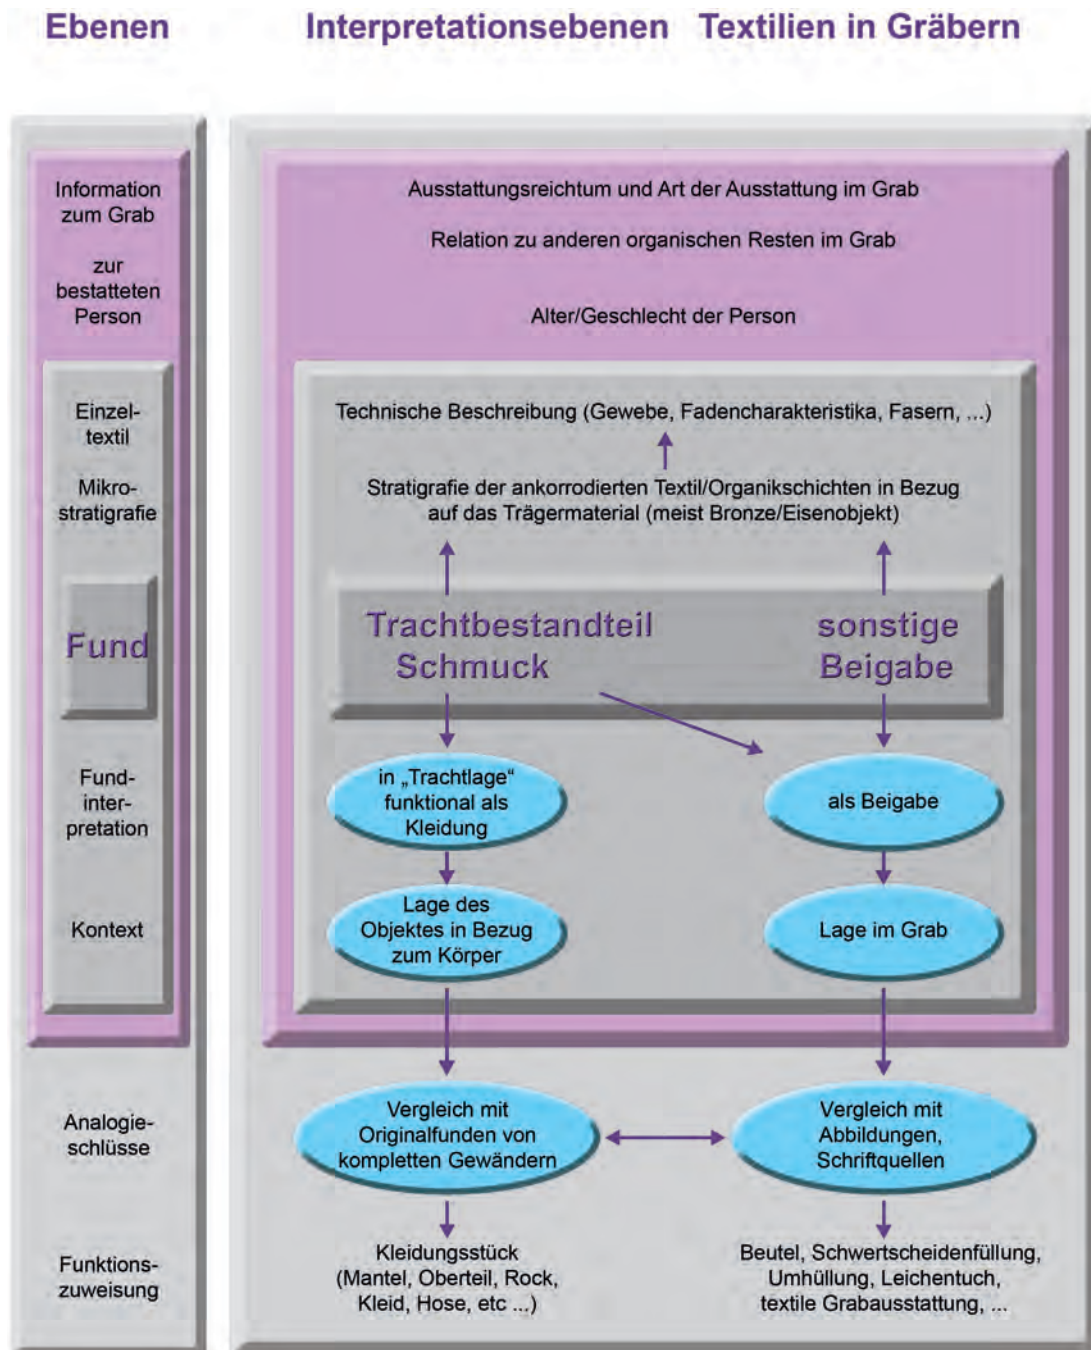 Ebenen
Interpretationsebenen Textilien in Gräbern
Information
zum Grab
zur
bestatteten
Person
Ausstattungsreichtum und Art der Ausstattung im Grab
Relation zu anderen organischen Resten im Grab
Alter/Geschlecht der Person
Einzel-
textil
Technische Beschreibung (Gewebe, Fadencharakteristika, Fasern, ...)
Mikro-
stratigrafie
Stratigrafie der ankorrodierten Textil/Organikschichten in Bezug
auf das Trägermaterial (meist Bronze/Eisenobjekt)
Fund
Trachtbestandteil
Schmuck
sonstige
Beigabe
Fund-
inter-
pretation
in „Trachtlage“
funktional als
Kleidung
als Beigabe
Kontext
Lage des
Objektes in Bezug
zum Körper
Lage im Grab
Analogie-
schlüsse
Vergleich mit
Originalfunden von
kompletten Gewändern
Vergleich mit
Abbildungen,
Schriftquellen
Funktions-
zuweisung
Kleidungsstück
(Mantel, Oberteil, Rock,
Kleid, Hose, etc ...)
Beutel, Schwertscheidenfüllung,
Umhüllung, Leichentuch,
textile Grabausstattung, ...